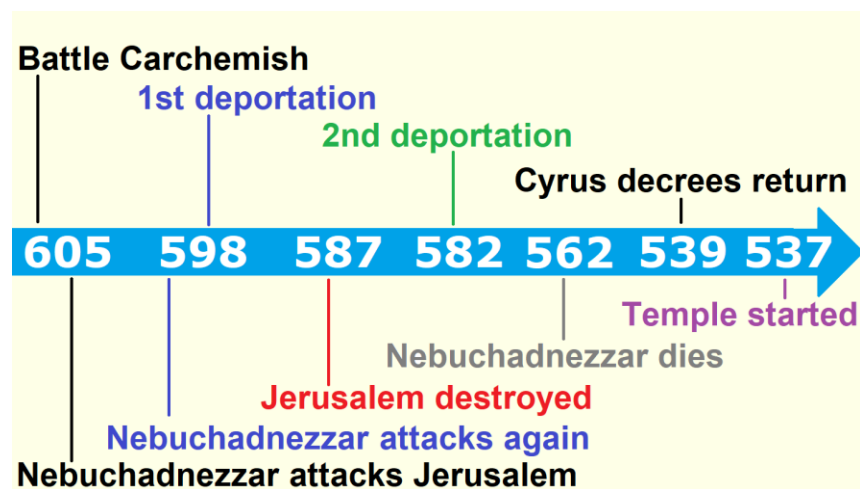 Battle Carchemish
1st deportation
2nd deportation
Cyrus decrees return
605 598 587 582 562 539 537
Temple started
Nebuchadnezzar dies
Jerusalem destroyed
Nebuchadnezzar attacks again
Nebuchadnezzar attacks Jerusalem